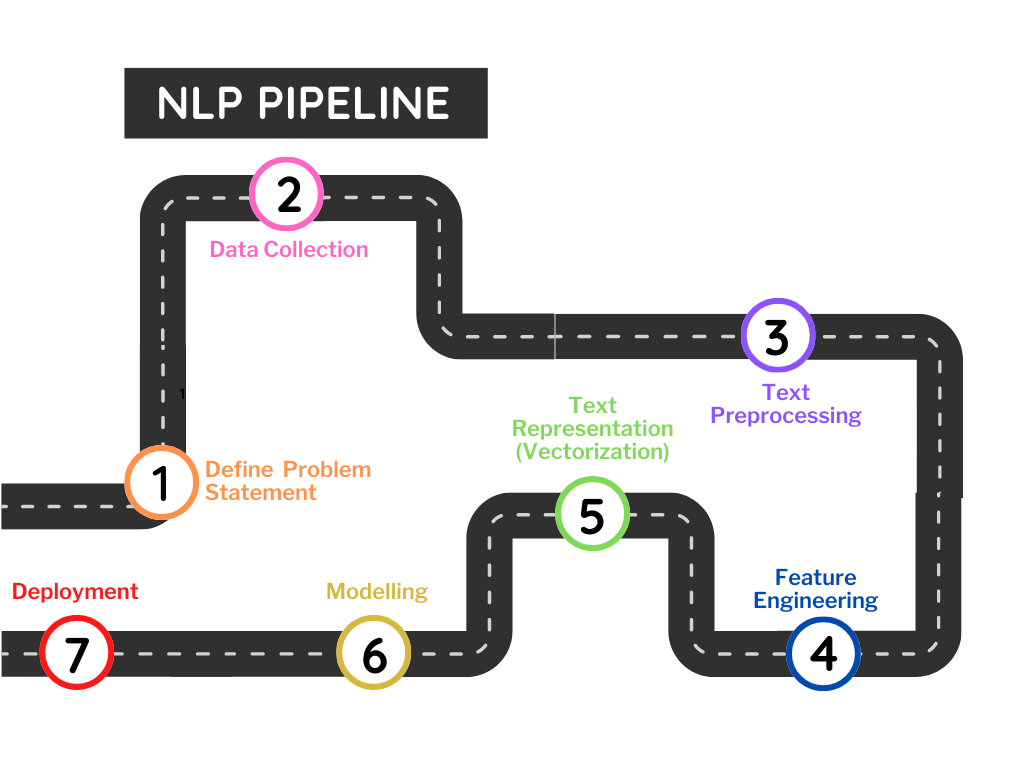 NLP PIPELINE
2
Data Collection
3
Text
Preprocessing
1
1
Define Problem
Statement
Text
Representation
(Vectorization)
5
Feature
Engineering
4
Modelling
6
Deployment
7